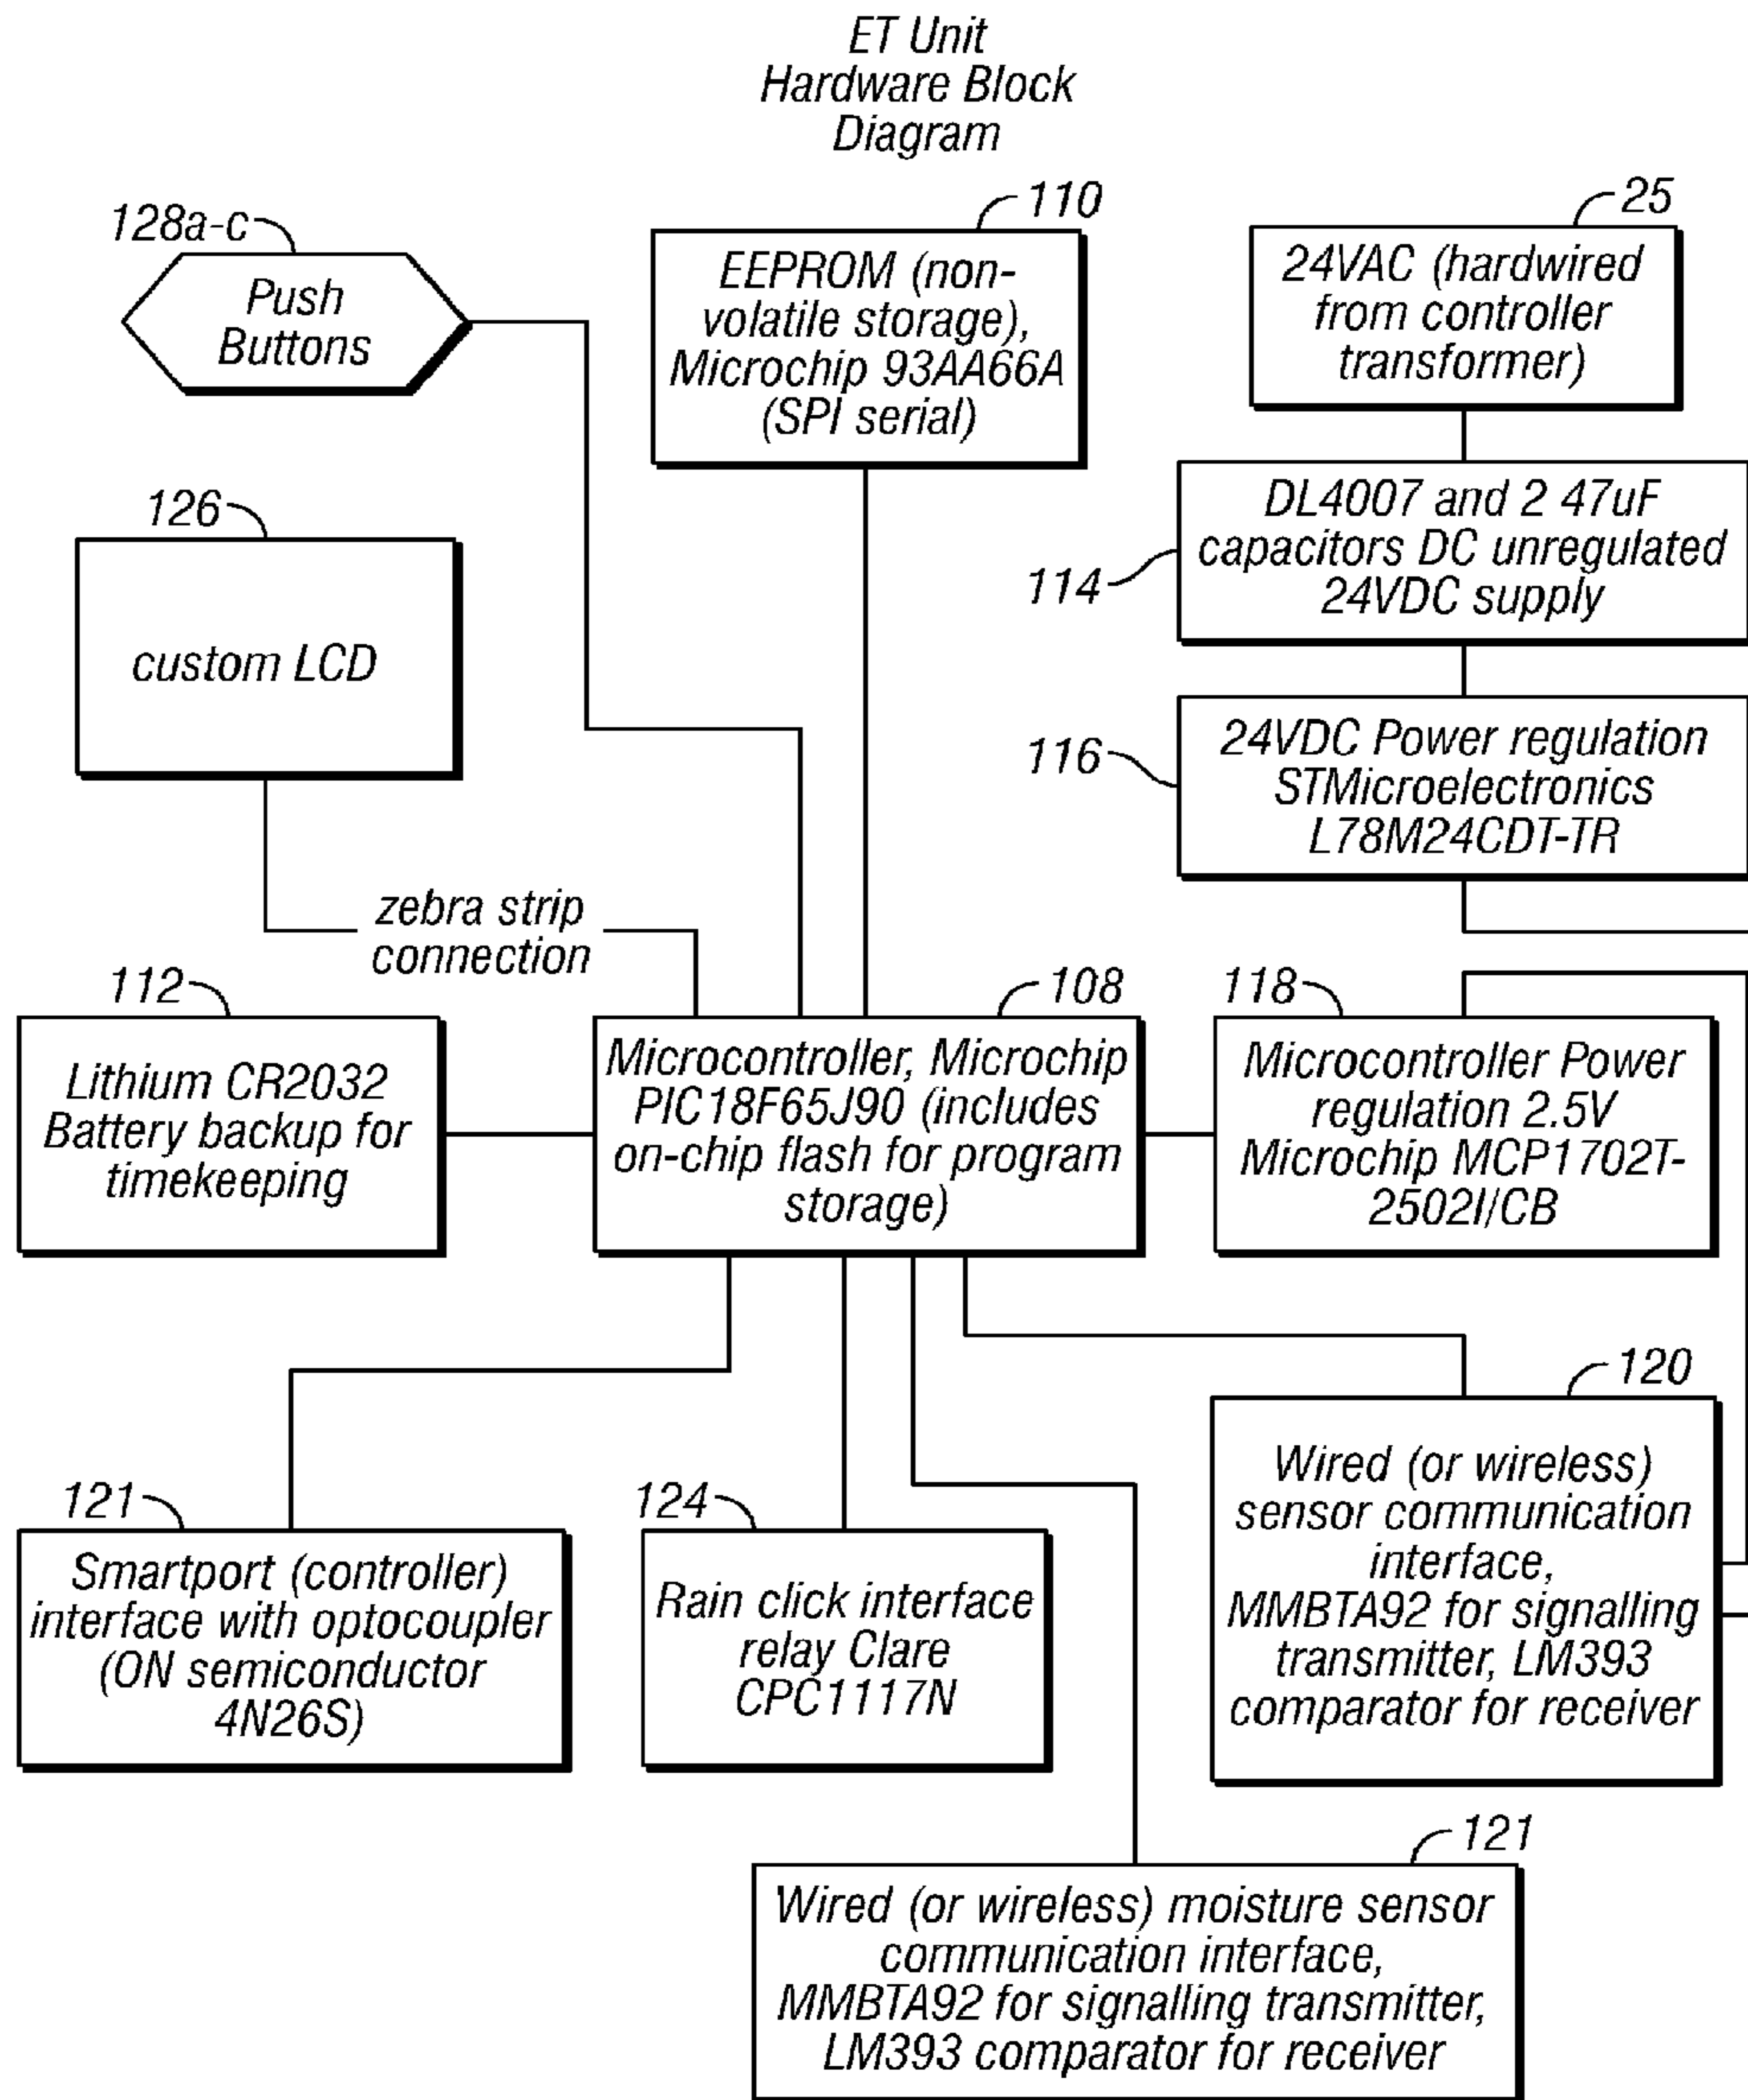 ET Unit
Hardware Block
Diagram
128a-c
Push
Buttons
110
EEPROM (non-
volatile storage),
Microchip 93AA66A
(SPI serial)
25
24VAC (hardwired
from controller
transformer)
126
custom LCD
114
DL4007 and 2 47uF
capacitors DC unregulated
24VDC supply
116
24VDC Power regulation
STMicroelectronics
L78M24CDT-TR
zebra strip
connection
112
Lithium CR2032
Battery backup for
timekeeping
108
Microcontroller, Microchip
PIC18F65J90 (includes
on-chip flash for program
storage)
118
Microcontroller Power
regulation 2.5V
Microchip MCP1702T-
2502I/CB
121
Smartport (controller)
interface with optocoupler
(ON semiconductor
4N26S)
124
Rain click interface
relay Clare
CPC1117N
120
Wired (or wireless)
sensor communication
interface,
MMBTA92 for signalling
transmitter, LM393
comparator for receiver
121
Wired (or wireless) moisture sensor
communication interface,
MMBTA92 for signalling transmitter,
LM393 comparator for receiver